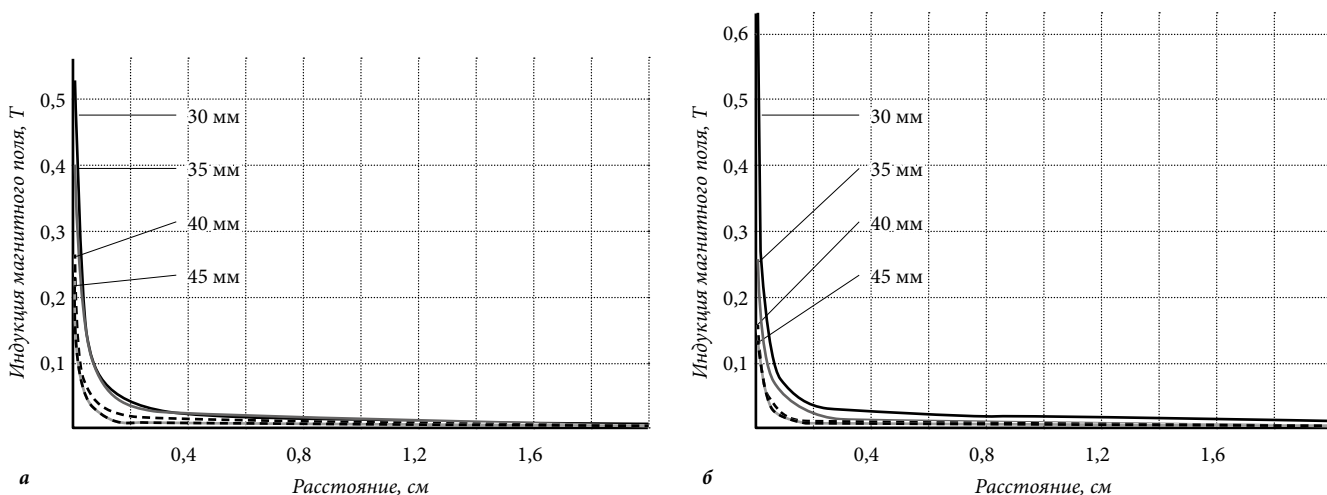 Индукция магнитного поля, Т
0,5
0,4
0,3
0,2
0,1
30 мм
35 мм
40 мм
45 мм
0,4 0,8 1,2 1,6
Расстояние, см
а
Индукция магнитного поля, Т
0,6
0,5
0,4
0,3
0,2
0,1
30 мм
35 мм
40 мм
45 мм
0,4 0,8 1,2 1,6
Расстояние, см
б